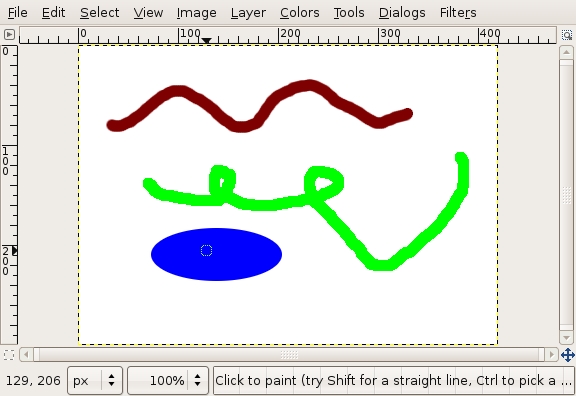 File Edit Select View Image Layer Colors Tools Dialogs Filters
0 100 200 300 400
0
100
200
129, 206 px 100% Click to paint (try Shift for a straight line, Ctrl to pick a ...